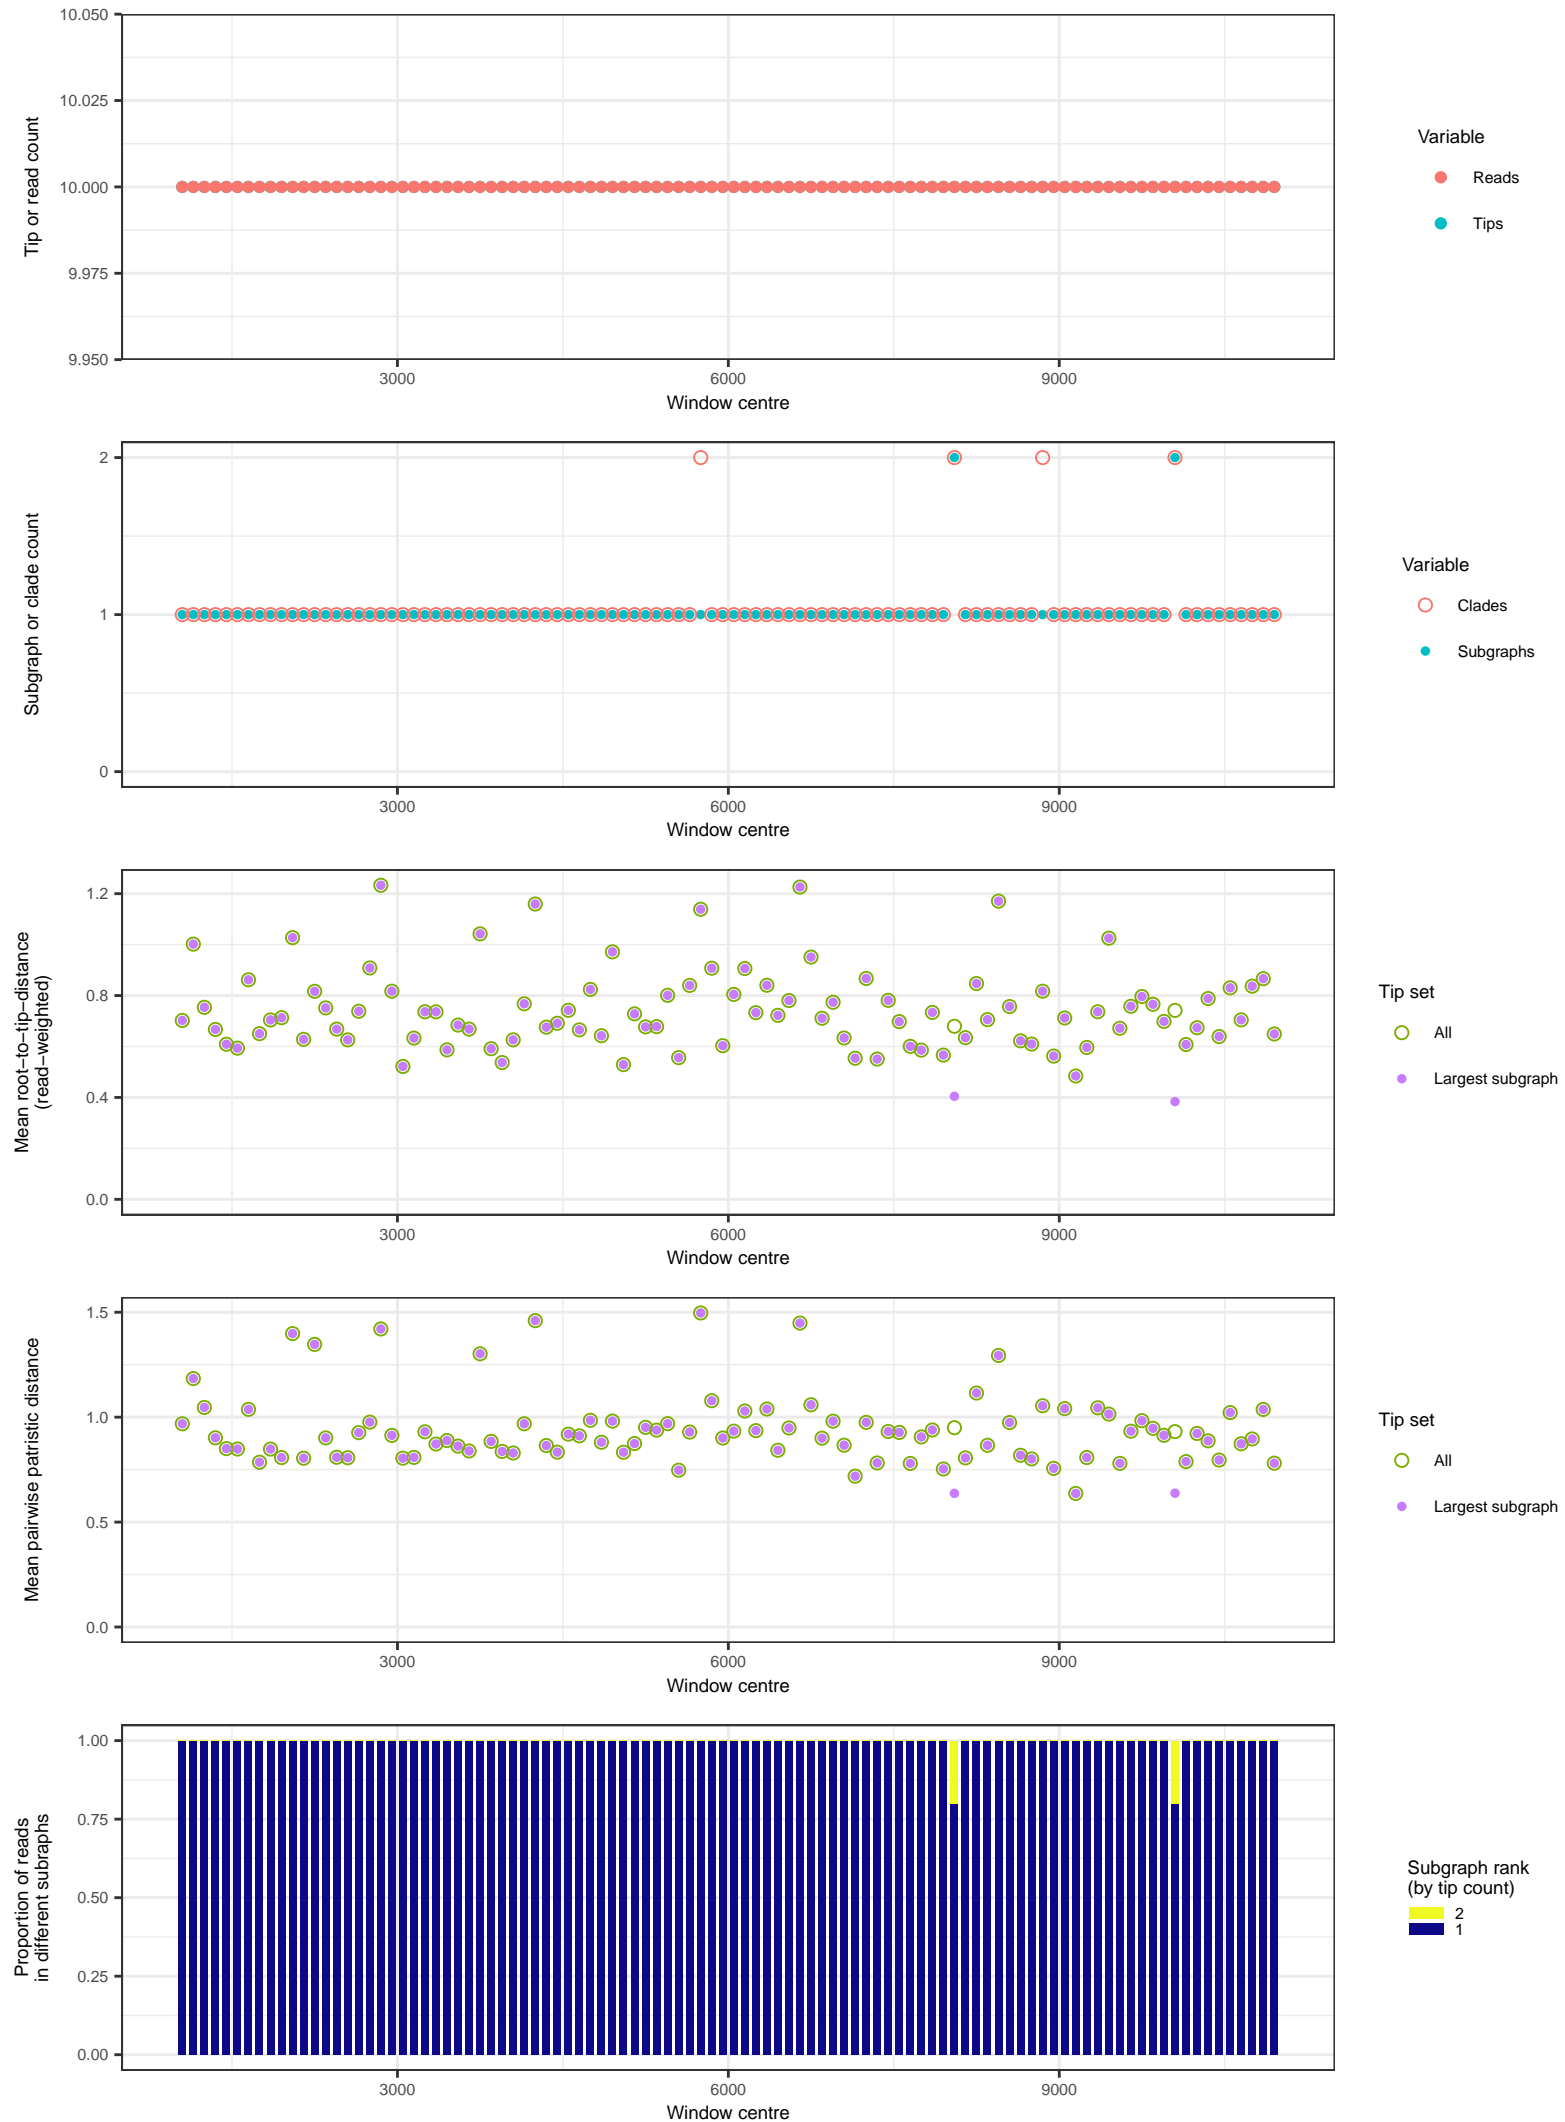 10.050
10.025
10.000
9.975
9.950
Tip or read count
3000
6000
9000
Window centre
Variable
Reads
Tips
2
1
0
Subgraph or clade count
3000
6000
9000
Window centre
Variable
Clades
Subgraphs
1.2
0.8
0.4
0.0
Mean root−to−tip−distance
(read−weighted)
3000
6000
9000
Window centre
Tip set
All
Largest subgraph
1.5
1.0
0.5
0.0
Mean pairwise patristic distance
3000
6000
9000
Window centre
Tip set
All
Largest subgraph
1.00
0.75
0.50
0.25
0.00
Proportion of reads
in different subraphs
3000
6000
9000
Window centre
Subgraph rank
(by tip count)
2
1